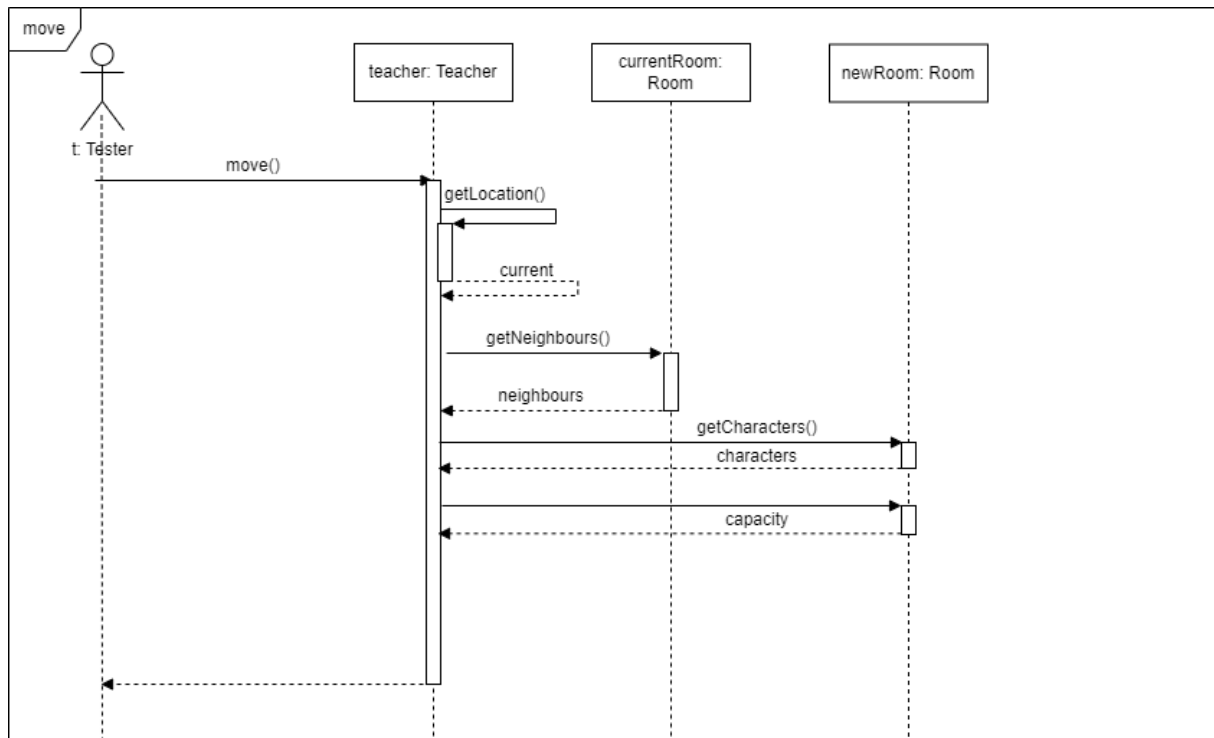 move
teacher: Teacher
currentRoom:
Room
newRoom: Room
t: Tester
move()
getLocation()
current
getNeighbours()
neighbours
getCharacters()
characters
capacity